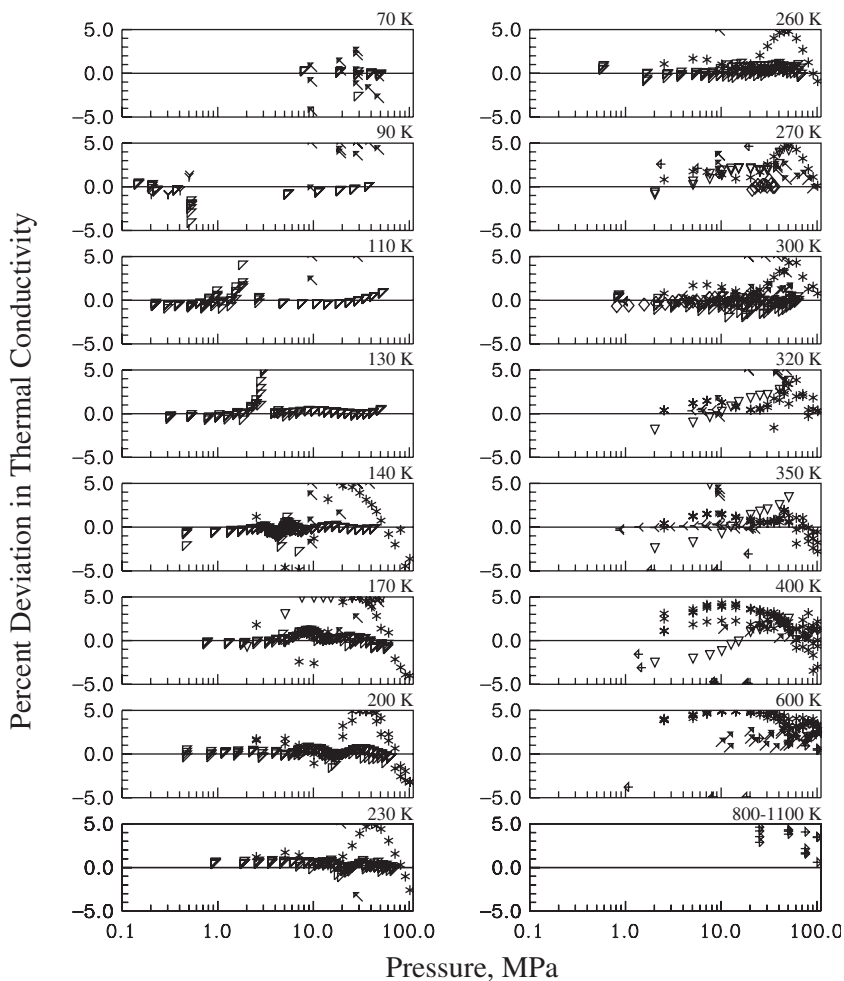 Percent Deviation in Thermal Conductivity
70 K
5.0
0.0
-5.0
90 K
5.0
0.0
-5.0
110 K
5.0
0.0
-5.0
130 K
5.0
0.0
-5.0
140 K
5.0
0.0
-5.0
170 K
5.0
0.0
-5.0
200 K
5.0
0.0
-5.0
230 K
5.0
0.0
-5.0
0.1 1.0 10.0 100.0
260 K
5.0
0.0
-5.0
270 K
5.0
0.0
-5.0
300 K
5.0
0.0
-5.0
320 K
5.0
0.0
-5.0
350 K
5.0
0.0
-5.0
400 K
5.0
0.0
-5.0
600 K
5.0
0.0
-5.0
800-1100 K
5.0
0.0
-5.0
0.1 1.0 10.0 100.0
Pressure, MPa